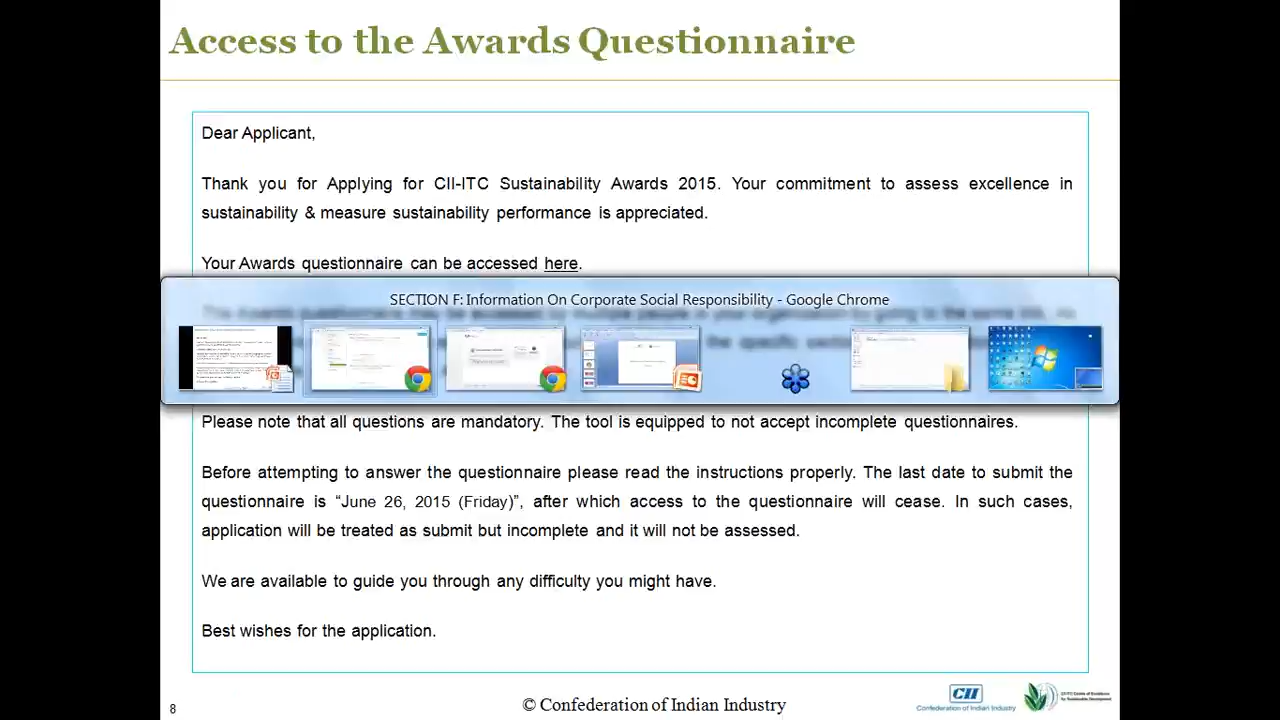 Access to the Awards Questionnaire
Dear Applicant,
Thank you for Applying for CII-ITC Sustainability Awards 2015. Your commitment to assess excellence in
sustainability & measure sustainability performance is appreciated.
Your Awards questionnaire can be accessed here.
SECTION F: Information On Corporate Social Responsibility - Google Chrome
Please note that all questions are mandatory. The tool is equipped to not accept incomplete questionnaires.
Before attempting to answer the questionnaire please read the instructions properly. The last date to submit the
questionnaire is “June 26, 2015 (Friday)”, after which access to the questionnaire will cease. In such cases,
application will be treated as submit but incomplete and it will not be assessed.
We are available to guide you through any difficulty you might have.
Best wishes for the application.
8
© Confederation of Indian Industry
CII
Confederation of Indian Industry